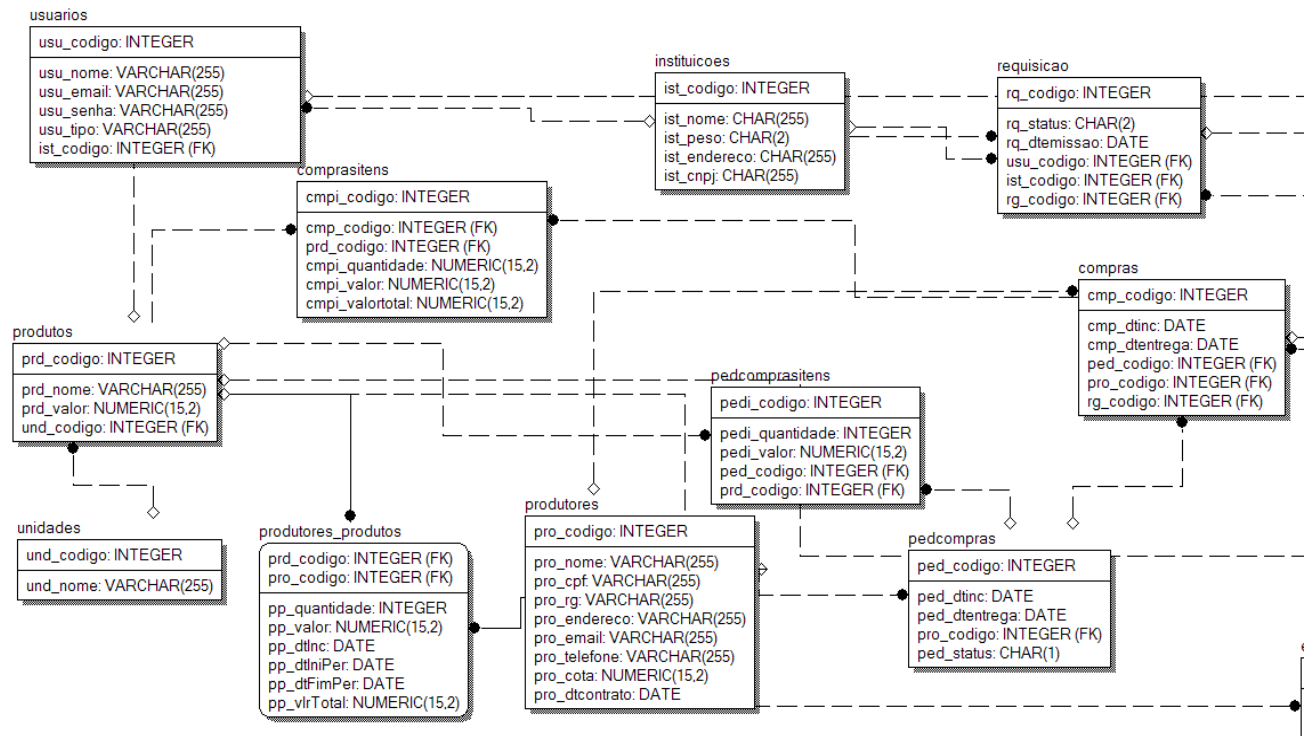 usuarios
usu_codigo: INTEGER
usu_nome: VARCHAR(255)
usu_email: VARCHAR(255)
usu_senha: VARCHAR(255)
usu_tipo: VARCHAR(255)
ist_codigo: INTEGER (FK)
instituicoes
ist_codigo: INTEGER
ist_nome: CHAR(255)
ist_peso: CHAR(2)
ist_endereco: CHAR(255)
ist_cnpj: CHAR(255)
requisicao
rq_codigo: INTEGER
rq_status: CHAR(2)
rq_dtemissao: DATE
usu_codigo: INTEGER (FK)
ist_codigo: INTEGER (FK)
rg_codigo: INTEGER (FK)
comprasitens
cmpi_codigo: INTEGER
cmp_codigo: INTEGER (FK)
prd_codigo: INTEGER (FK)
cmpi_quantidade: NUMERIC(15,2)
cmpi_valor: NUMERIC(15,2)
cmpi_valortotal: NUMERIC(15,2)
compras
cmp_codigo: INTEGER
cmp_dtinc: DATE
cmp_dtentrega: DATE
ped_codigo: INTEGER (FK)
pro_codigo: INTEGER (FK)
rg_codigo: INTEGER (FK)
produtos
prd_codigo: INTEGER
prd_nome: VARCHAR(255)
prd_valor: NUMERIC(15,2)
und_codigo: INTEGER (FK)
pedcomprasitens
pedi_codigo: INTEGER
pedi_quantidade: INTEGER
pedi_valor: NUMERIC(15,2)
ped_codigo: INTEGER (FK)
prd_codigo: INTEGER (FK)
unidades
und_codigo: INTEGER
und_nome: VARCHAR(255)
produtores_produtos
prd_codigo: INTEGER (FK)
pro_codigo: INTEGER (FK)
pp_quantidade: INTEGER
pp_valor: NUMERIC(15,2)
pp_dtInc: DATE
pp_dtIniPer: DATE
pp_dtFimPer: DATE
pp_vlrTotal: NUMERIC(15,2)
produtores
pro_codigo: INTEGER
pro_nome: VARCHAR(255)
pro_cpf: VARCHAR(255)
pro_rg: VARCHAR(255)
pro_endereco: VARCHAR(255)
pro_email: VARCHAR(255)
pro_telefone: VARCHAR(255)
pro_cota: NUMERIC(15,2)
pro_dtcontrato: DATE
pedcompras
ped_codigo: INTEGER
ped_dtinc: DATE
ped_dtentrega: DATE
pro_codigo: INTEGER (FK)
ped_status: CHAR(1)